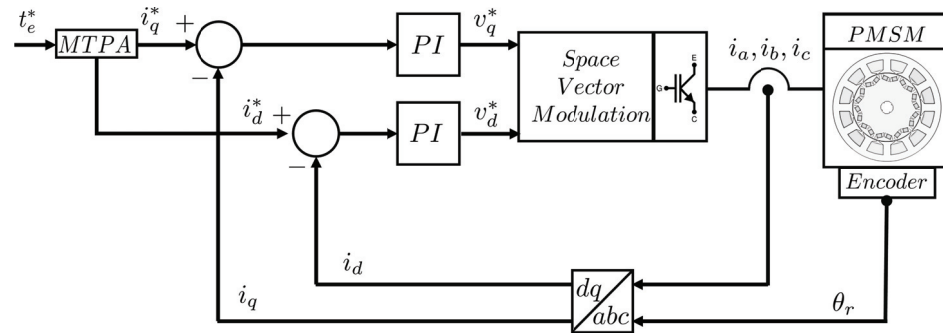 t_e^*
MTPA
i_q^*
+
−
PI
v_q^*
i_d^*
+
−
PI
v_d^*
Space
Vector
Modulation
E
G
C
i_a, i_b, i_c
PMSM
Encoder
i_d
i_q
dq
abc
θ_r